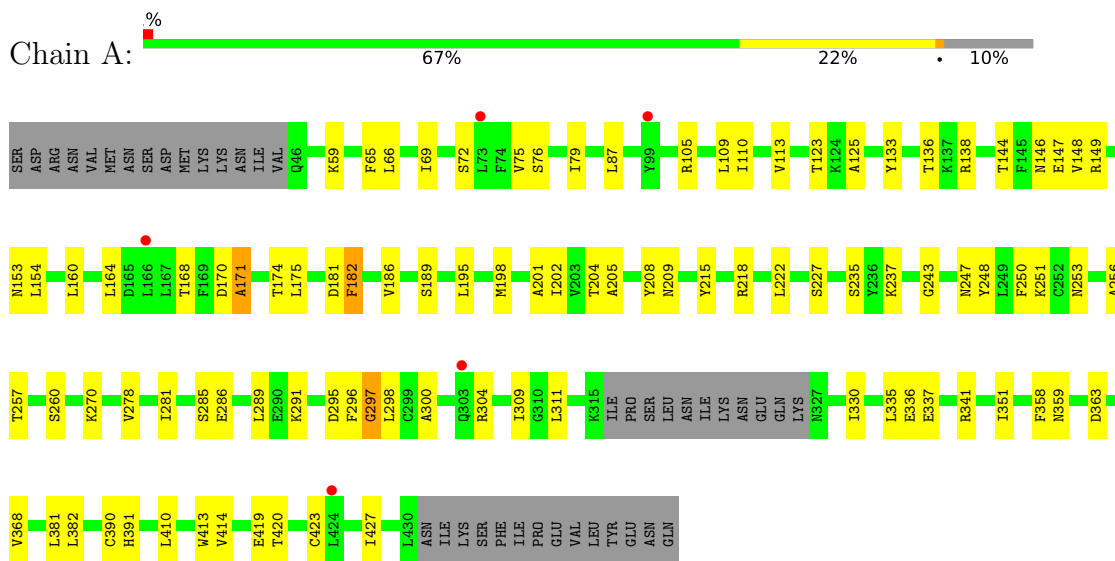 .%
Chain A:
67% 22% • 10%
SER ASP ARG ASN VAL MET ASN SER ASP MET LYS LYS ASN ILE VAL Q46 K59 F65 L66 I69 S72 L73 F74 V75 S76 I79 L87 Y99 R105 L109 I110 V113 T123 K124 A125 Y133 T136 K137 R138 T144 F145 N146 E147 V148 R149
N153 L154 L160 L164 D165 L166 L167 T168 F169 D170 A171 T174 L175 D181 F182 V186 S189 L195 M198 A201 I202 V203 T204 A205 Y208 N209 Y215 R218 L222 S227 S235 Y236 K237 G243 N247 Y248 L249 F250 K251 C252 N253 A256
T257 S260 K270 V278 I281 S285 E286 L289 E290 K291 D295 F296 G297 L298 C299 A300 Q303 R304 I309 G310 L311 K315 ILE PRO SER LEU ASN ILE LYS ASN GLU GLN LYS N327 I330 L335 E336 E337 R341 I351 F358 N359 D363
V368 L381 L382 C390 H391 L410 W413 V414 E419 T420 C423 L424 I427 L430 ASN ILE LYS SER PHE ILE PRO GLU VAL LEU TYR GLU ASN GLN